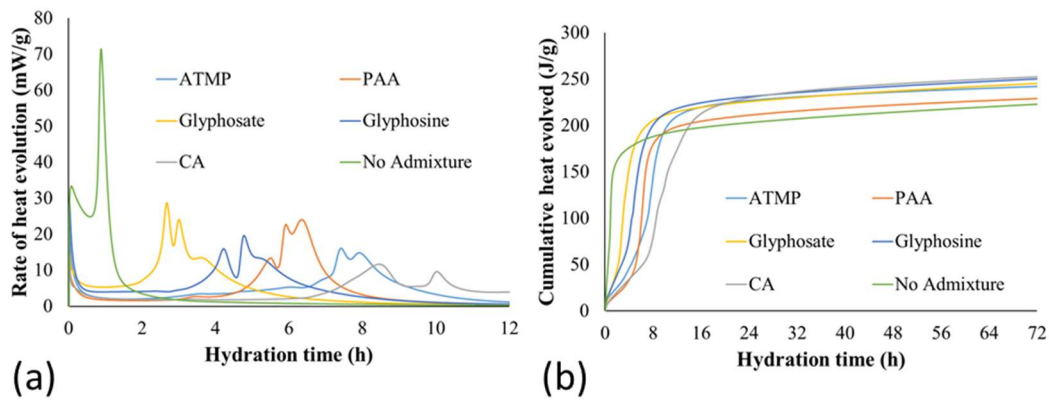 Rate of heat evolution (mW/g)
80
70
60
50
40
30
20
10
0
ATMP
PAA
Glyphosate
Glyphosine
CA
No Admixture
0 2 4 6 8 10 12
Hydration time (h)
(a)
Cumulative heat evolved (J/g)
300
250
200
150
100
50
0
ATMP
PAA
Glyphosate
Glyphosine
CA
No Admixture
0 8 16 24 32 40 48 56 64 72
Hydration time (h)
(b)